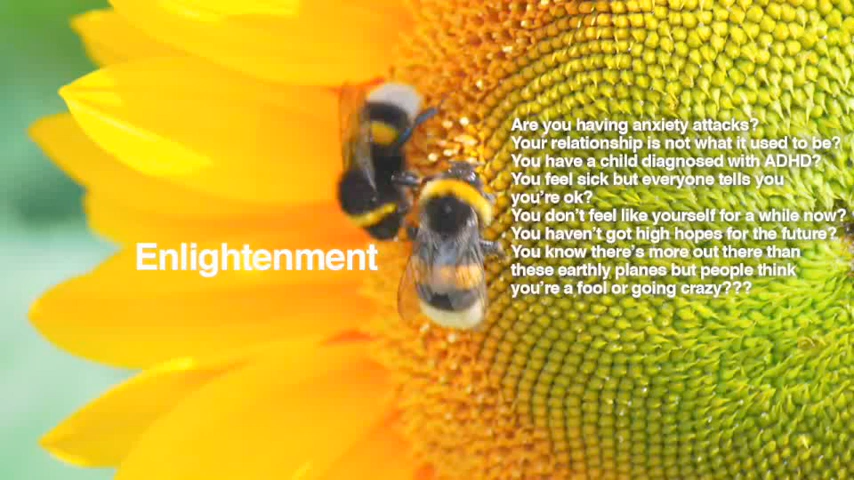 Enlightenment
Are you having anxiety attacks?
Your relationship is not what it used to be?
You have a child diagnosed with ADHD?
You feel sick but everyone tells you
you're ok?
You don't feel like yourself for a while now?
You haven't got high hopes for the future?
You know there's more out there than
these earthly planes but people think
you're a fool or going crazy???